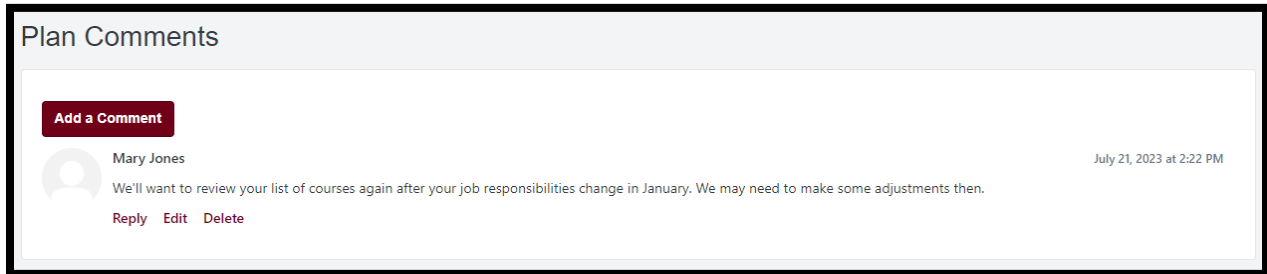 Plan Comments
Add a Comment
Mary Jones
July 21, 2023 at 2:22 PM
We'll want to review your list of courses again after your job responsibilities change in January. We may need to make some adjustments then.
Reply Edit Delete